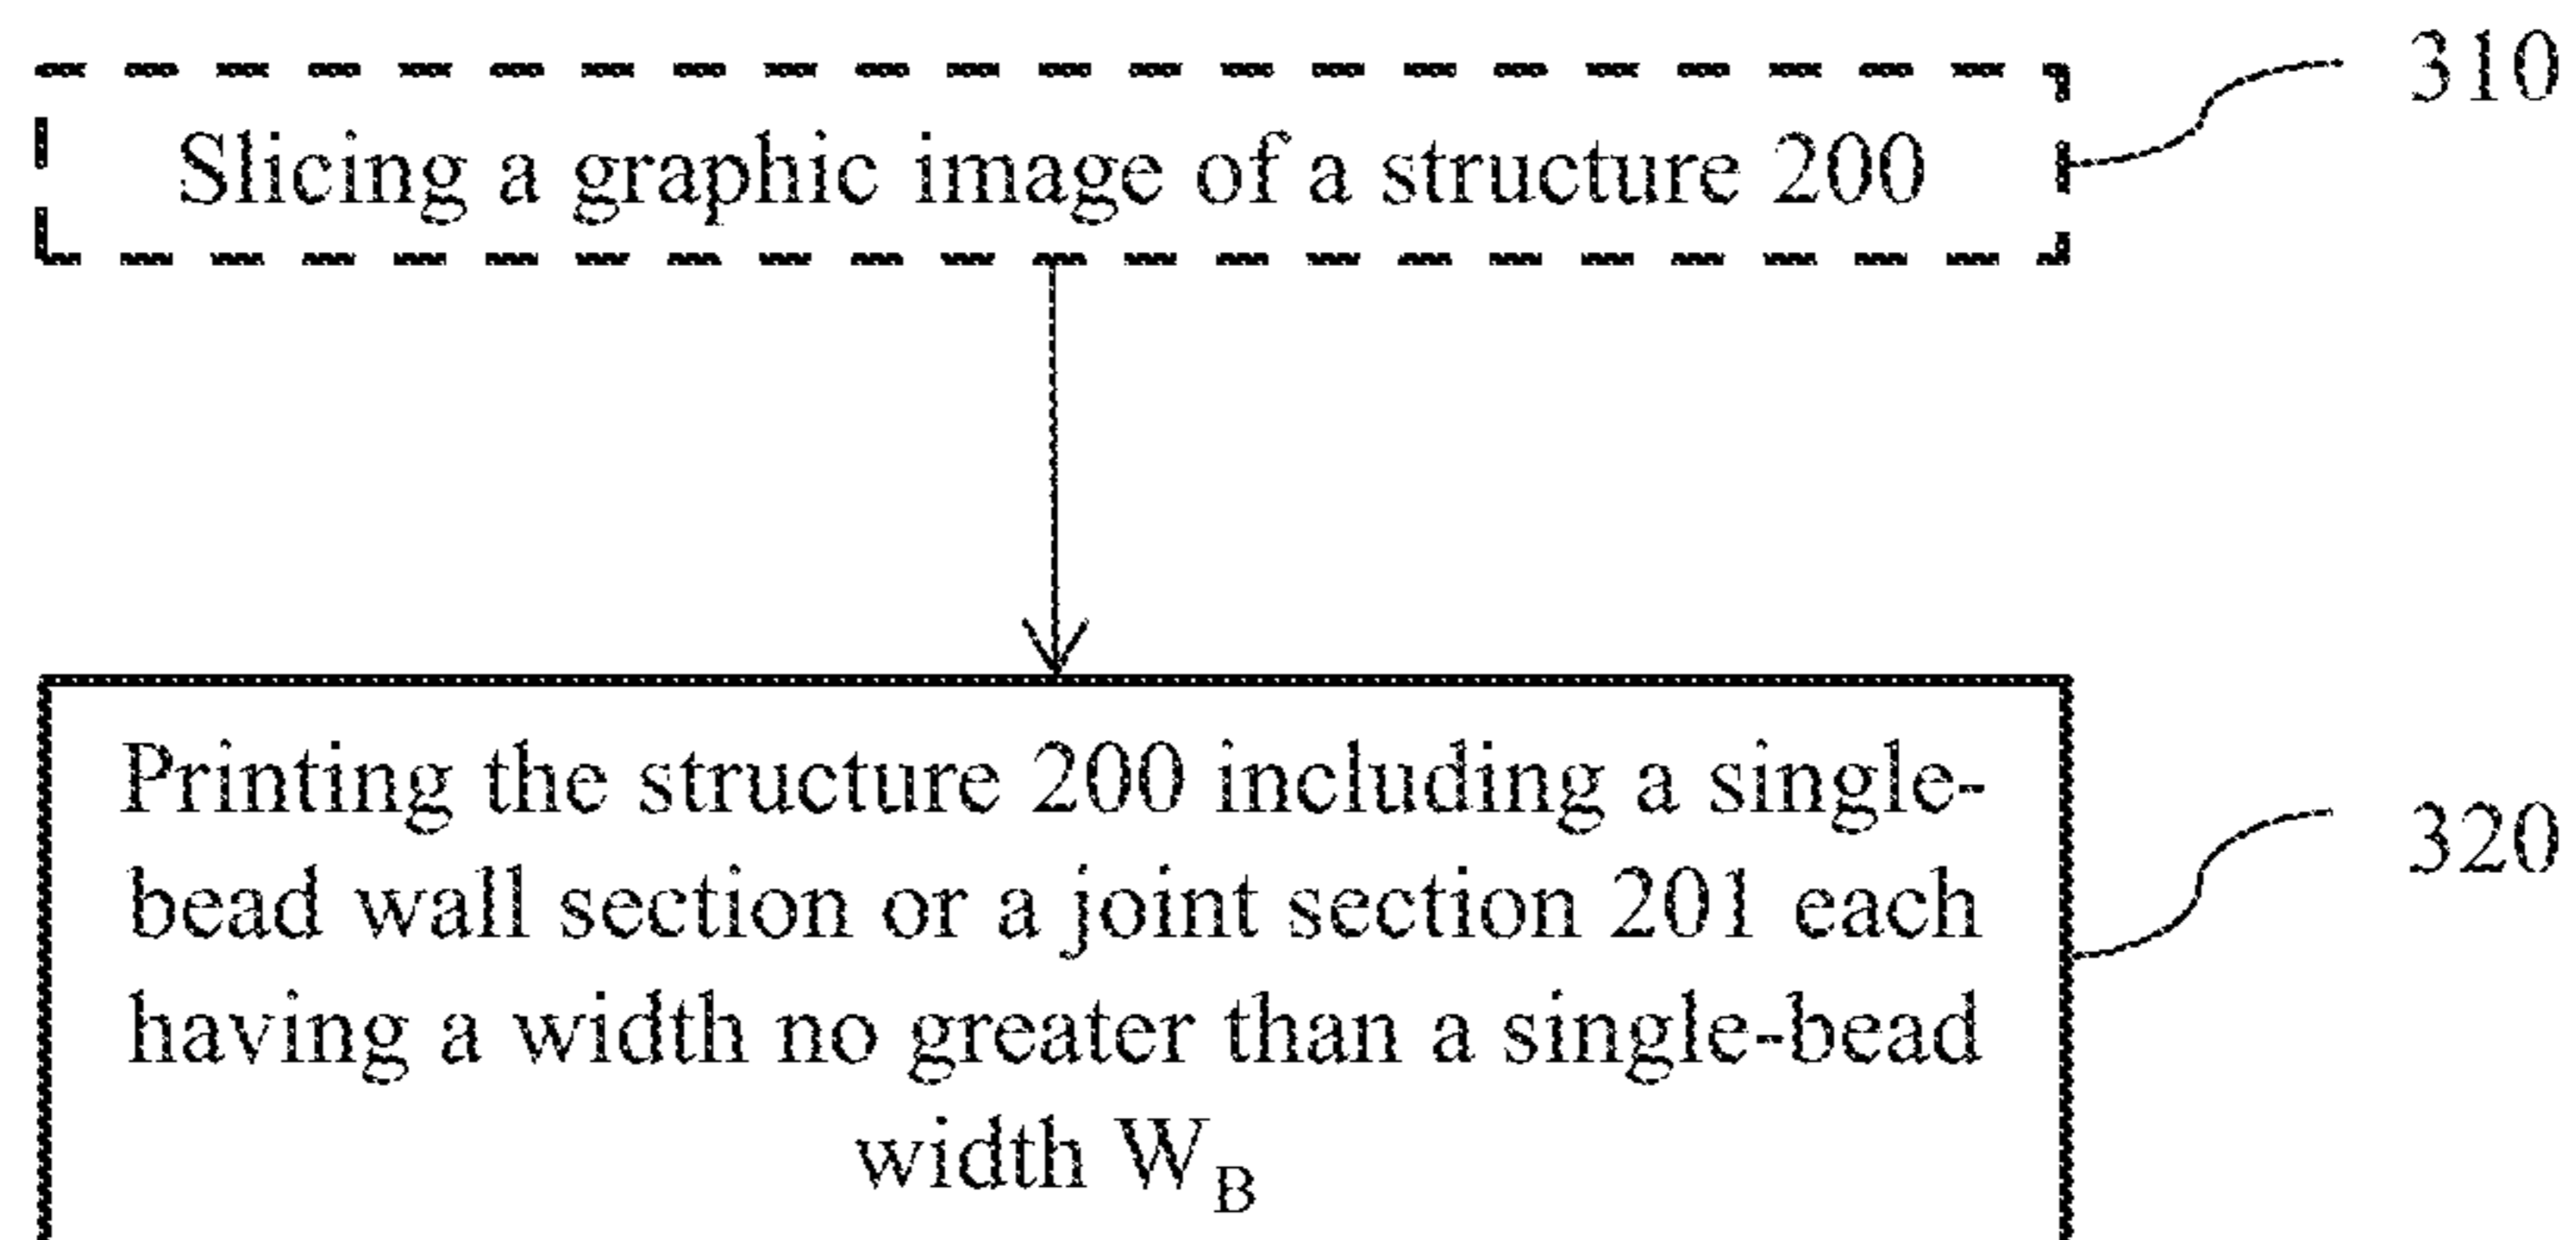 310
Slicing a graphic image of a structure 200
Printing the structure 200 including a single-
bead wall section or a joint section 201 each
having a width no greater than a single-bead
width W_B
320